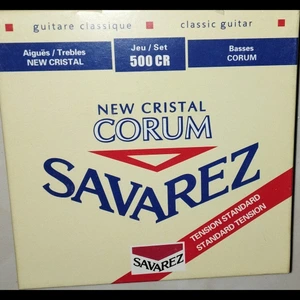 guitare classique classic guitar
Aiguës / Trebles Jeu / Set Basses
NEW CRISTAL 500 CR CORUM
NEW CRISTAL
CORUM
SAVAREZ
TENSION STANDARD
STANDARD TENSION
SAVAREZ